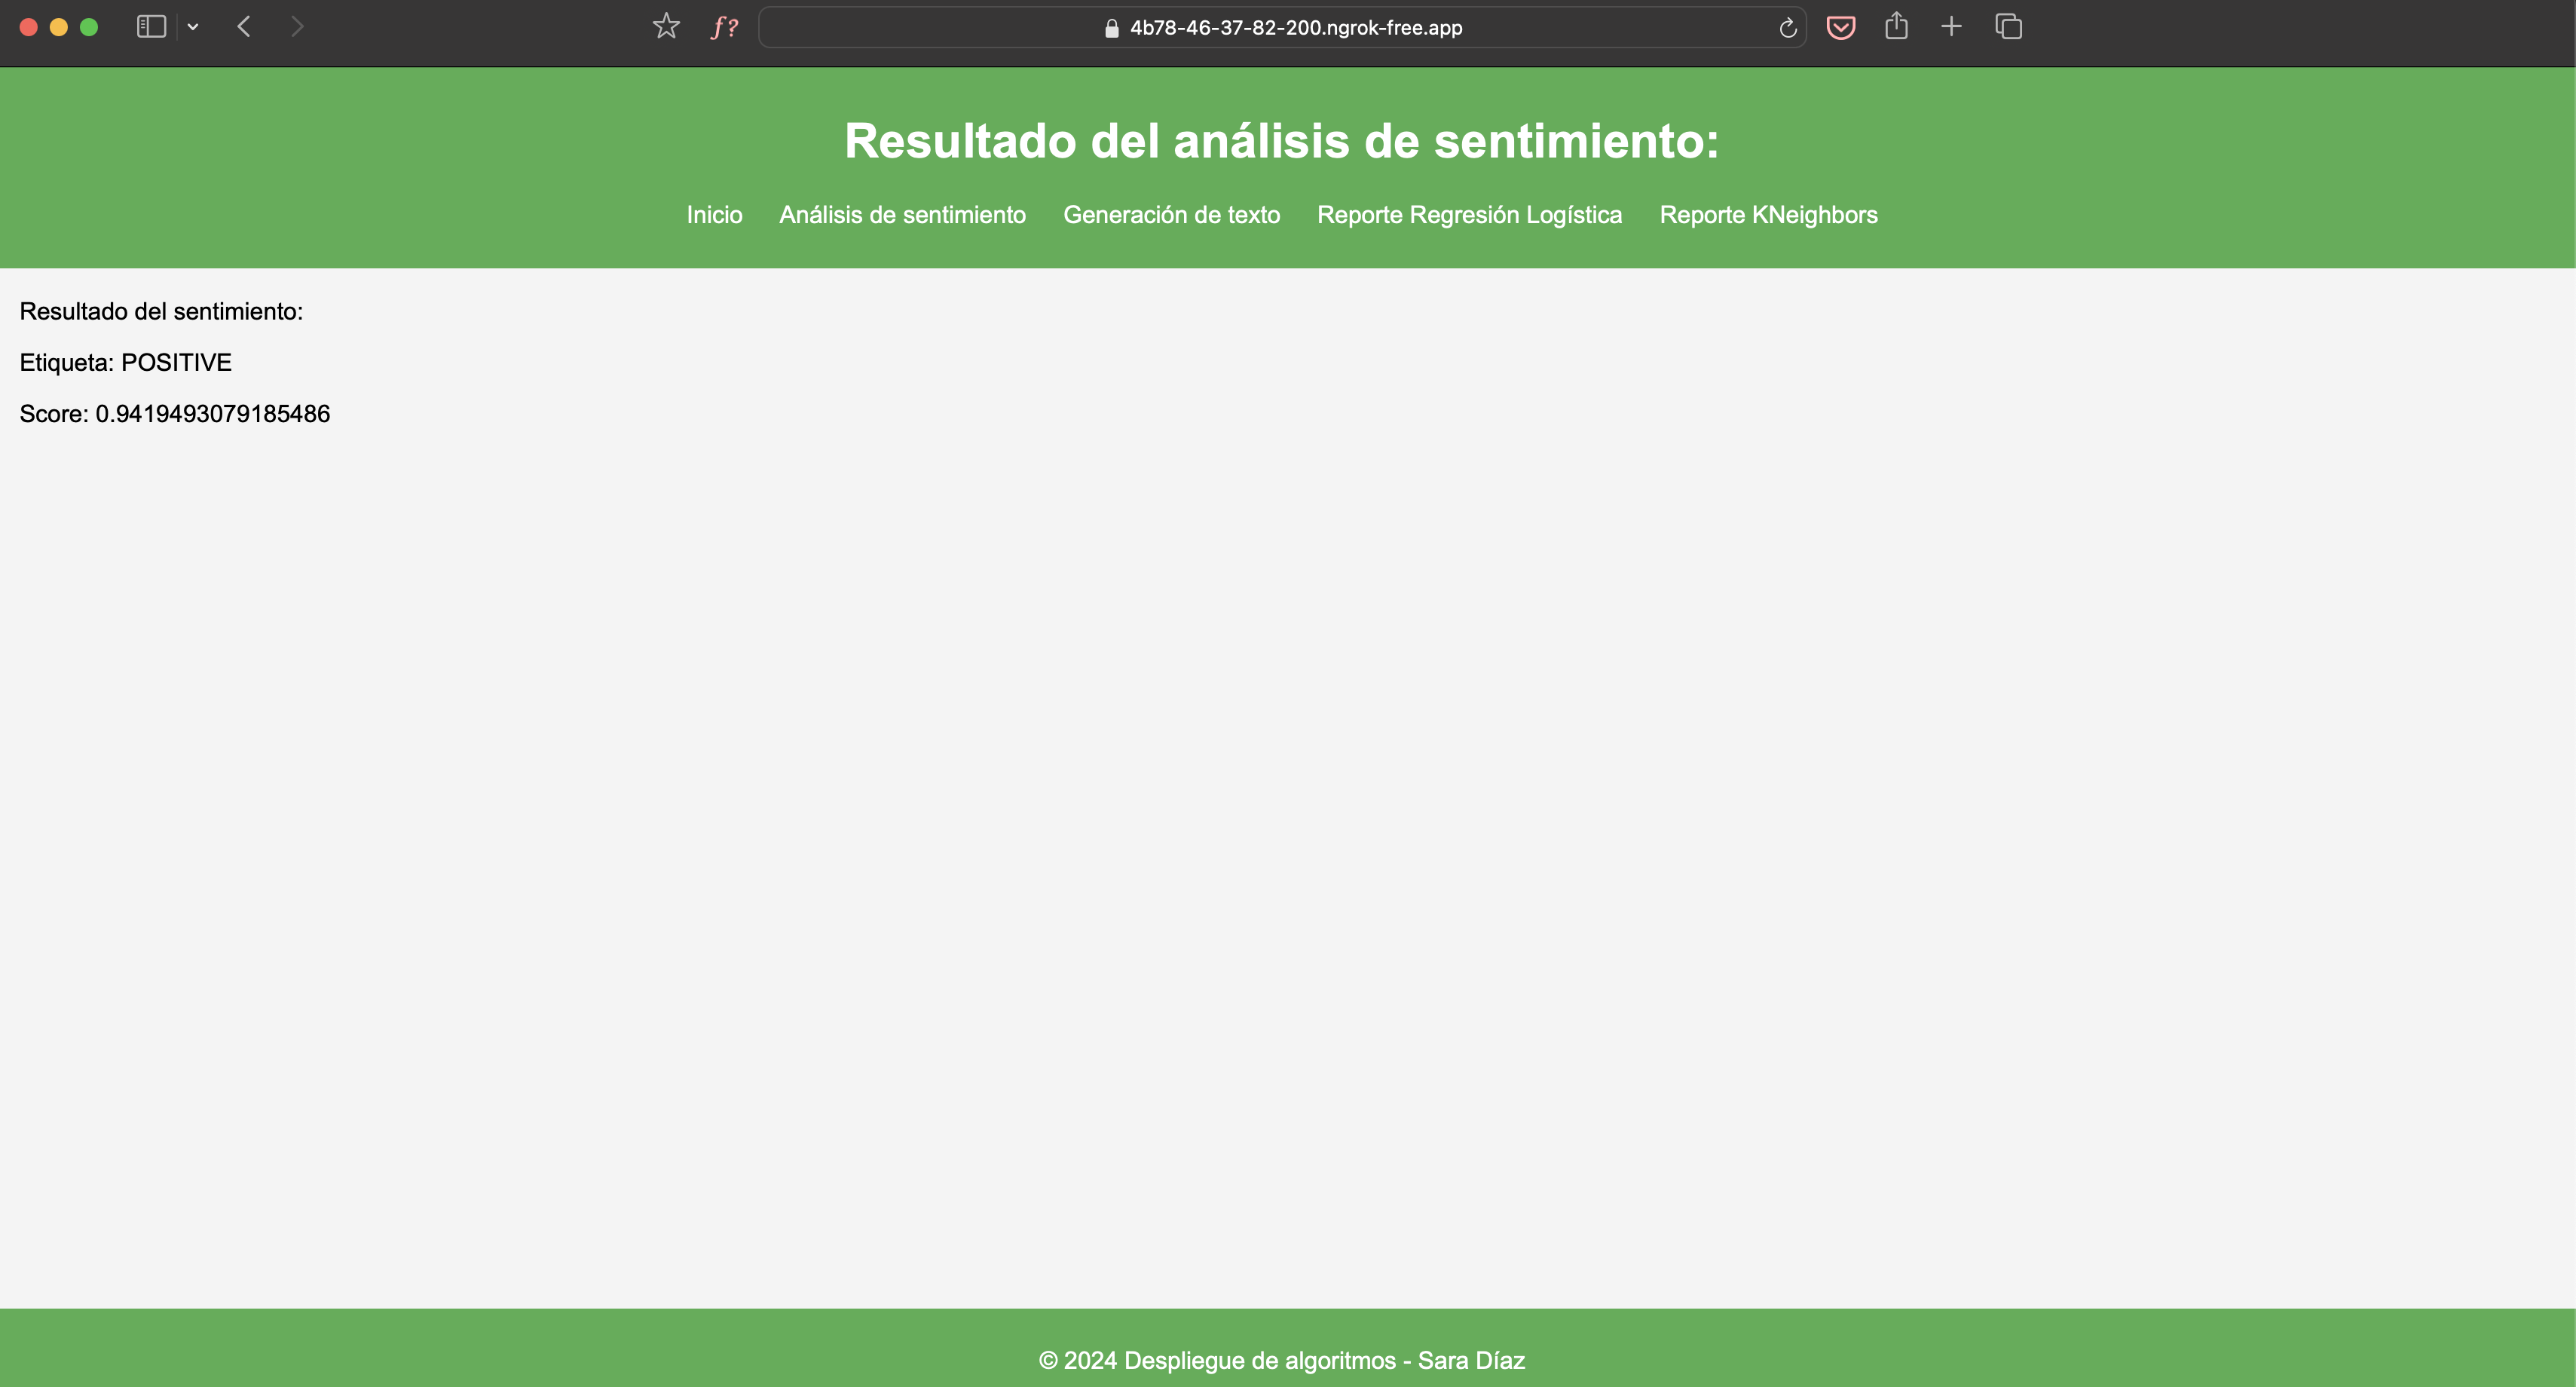 4b78-46-37-82-200.ngrok-free.app
Resultado del análisis de sentimiento:
Inicio Análisis de sentimiento Generación de texto Reporte Regresión Logística Reporte KNeighbors
Resultado del sentimiento:
Etiqueta: POSITIVE
Score: 0.9419493079185486
© 2024 Despliegue de algoritmos - Sara Díaz